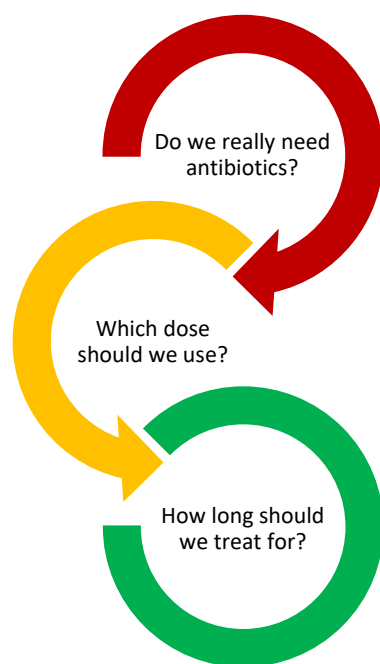 Do we really need
antibiotics?
Which dose
should we use?
How long should
we treat for?